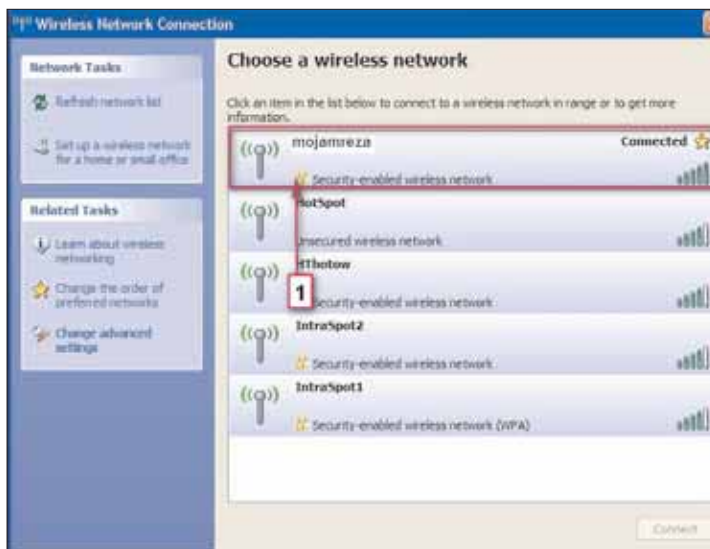 Wireless Network Connection
Network Tasks
Refresh network list
Set up a wireless network
for a home or small office
Related Tasks
Learn about wireless
networking
Change the order of
preferred networks
Change advanced
settings
Choose a wireless network
Click an item in the list below to connect to a wireless network in range or to get more
information.
mojamreza
Connected
Security-enabled wireless network
HotSpot
Unsecured wireless network
HThotow
1
Security-enabled wireless network
IntraSpot2
Security-enabled wireless network
IntraSpot1
Security-enabled wireless network (WPA)
Connect